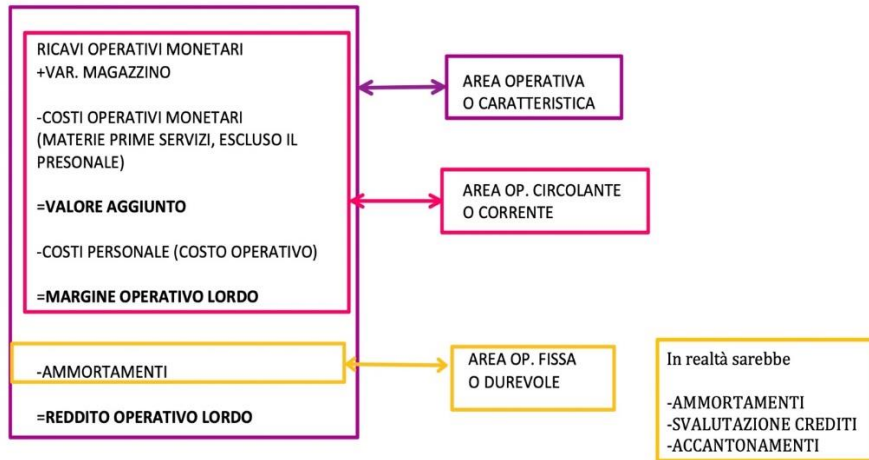 RICAVI OPERATIVI MONETARI
+VAR. MAGAZZINO
-COSTI OPERATIVI MONETARI
(MATERIE PRIME SERVIZI, ESCLUSO IL
PRESONALE)
=VALORE AGGIUNTO
-COSTI PERSONALE (COSTO OPERATIVO)
=MARGINE OPERATIVO LORDO
-AMMORTAMENTI
=REDDITO OPERATIVO LORDO
AREA OPERATIVA
O CARATTERISTICA
AREA OP. CIRCOLANTE
O CORRENTE
AREA OP. FISSA
O DUREVOLE
In realtà sarebbe
-AMMORTAMENTI
-SVALUTAZIONE CREDITI
-ACCANTONAMENTI